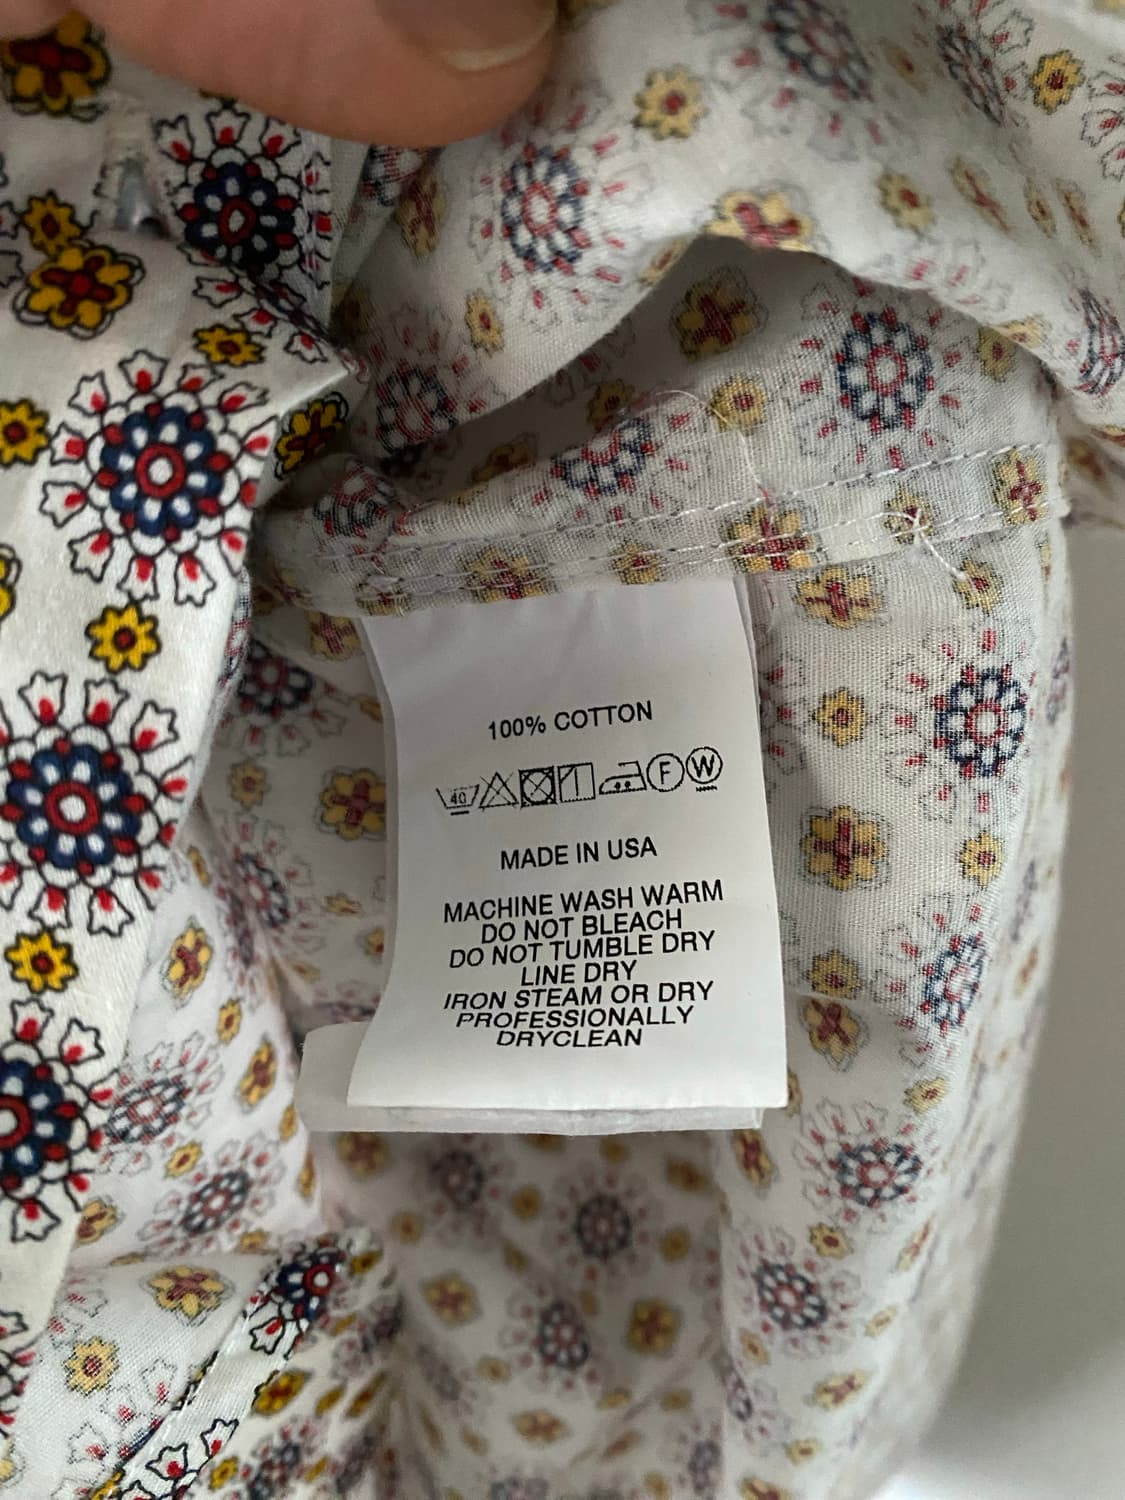 100% COTTON
40 F W
MADE IN USA
MACHINE WASH WARM
DO NOT BLEACH
DO NOT TUMBLE DRY
LINE DRY
IRON STEAM OR DRY
PROFESSIONALLY
DRYCLEAN